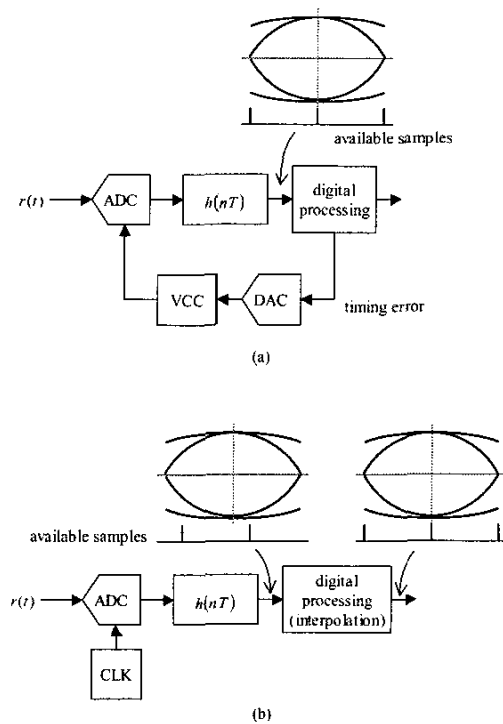 available samples
r(t)
ADC
h(nT)
digital
processing
VCC
DAC
timing error
(a)
available samples
r(t)
ADC
h(nT)
digital
processing
(interpolation)
CLK
(b)